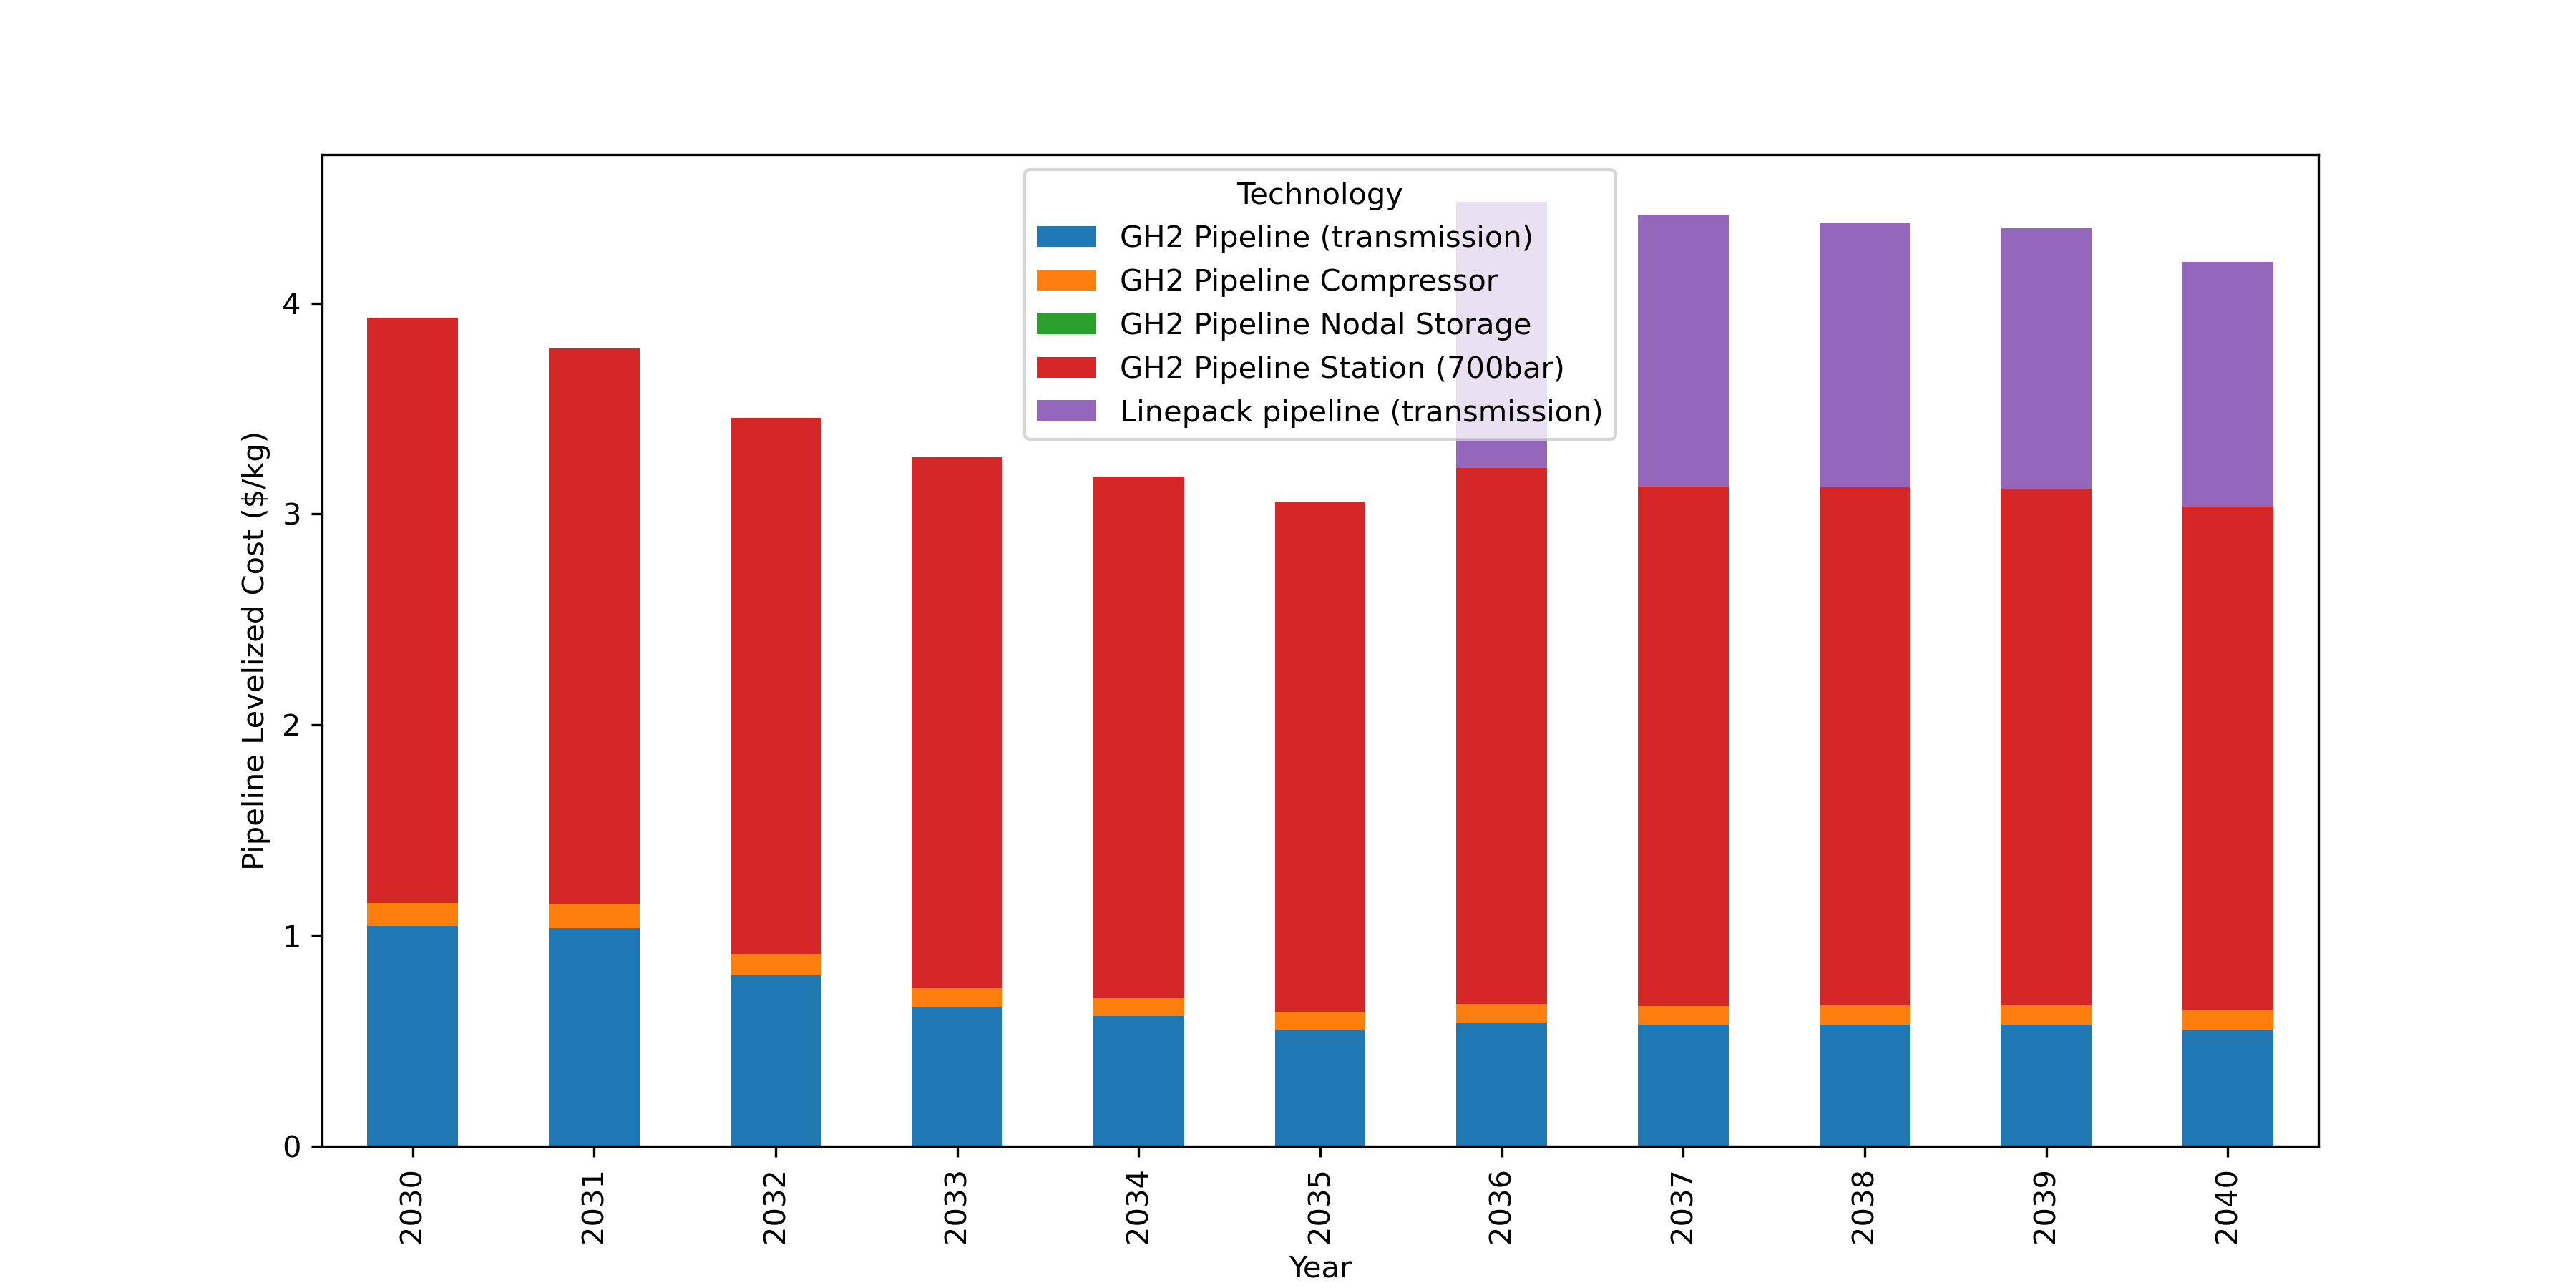 Technology
GH2 Pipeline (transmission)
GH2 Pipeline Compressor
GH2 Pipeline Nodal Storage
GH2 Pipeline Station (700bar)
Linepack pipeline (transmission)
Pipeline Levelized Cost ($/kg)
4
3
2
1
0
2030
2031
2032
2033
2034
2035
2036
2037
2038
2039
2040
Year